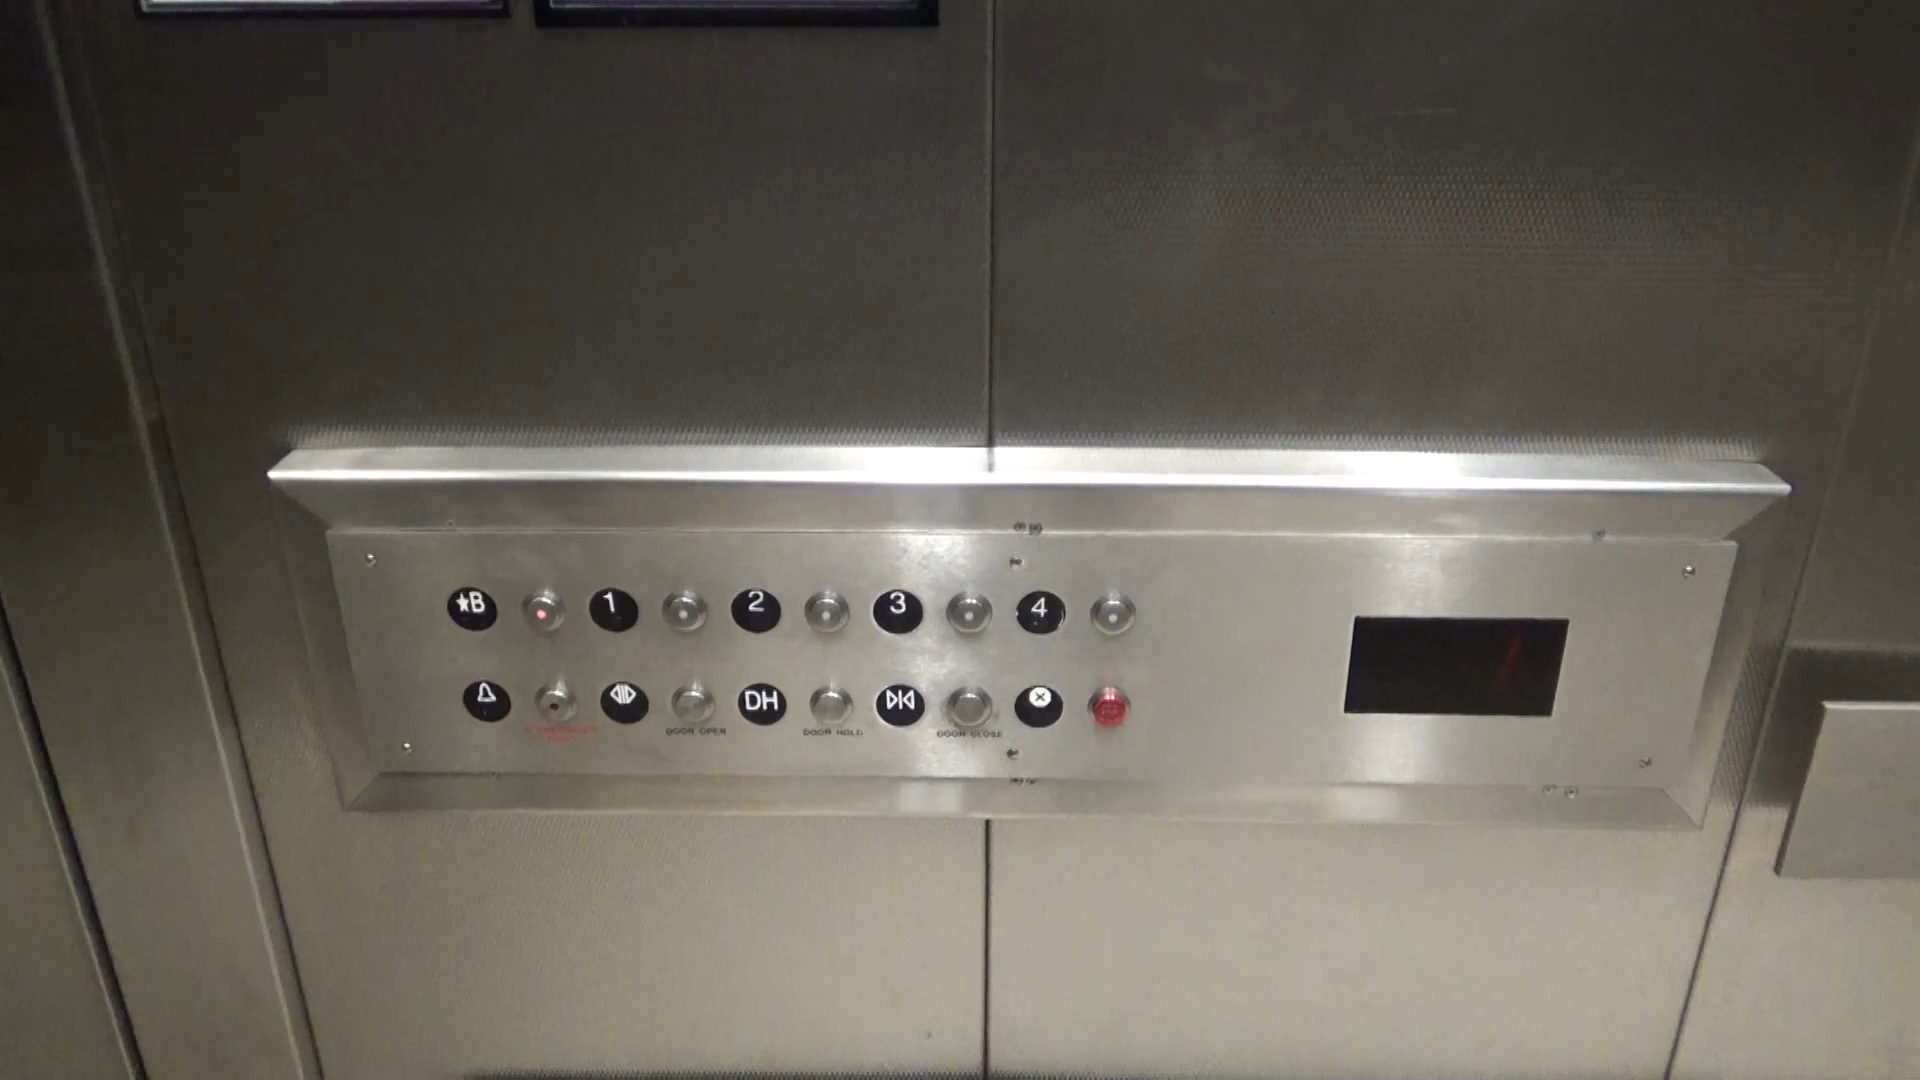 ★B 1 2 3 4
DH
DOOR OPEN DOOR HOLD DOOR CLOSE